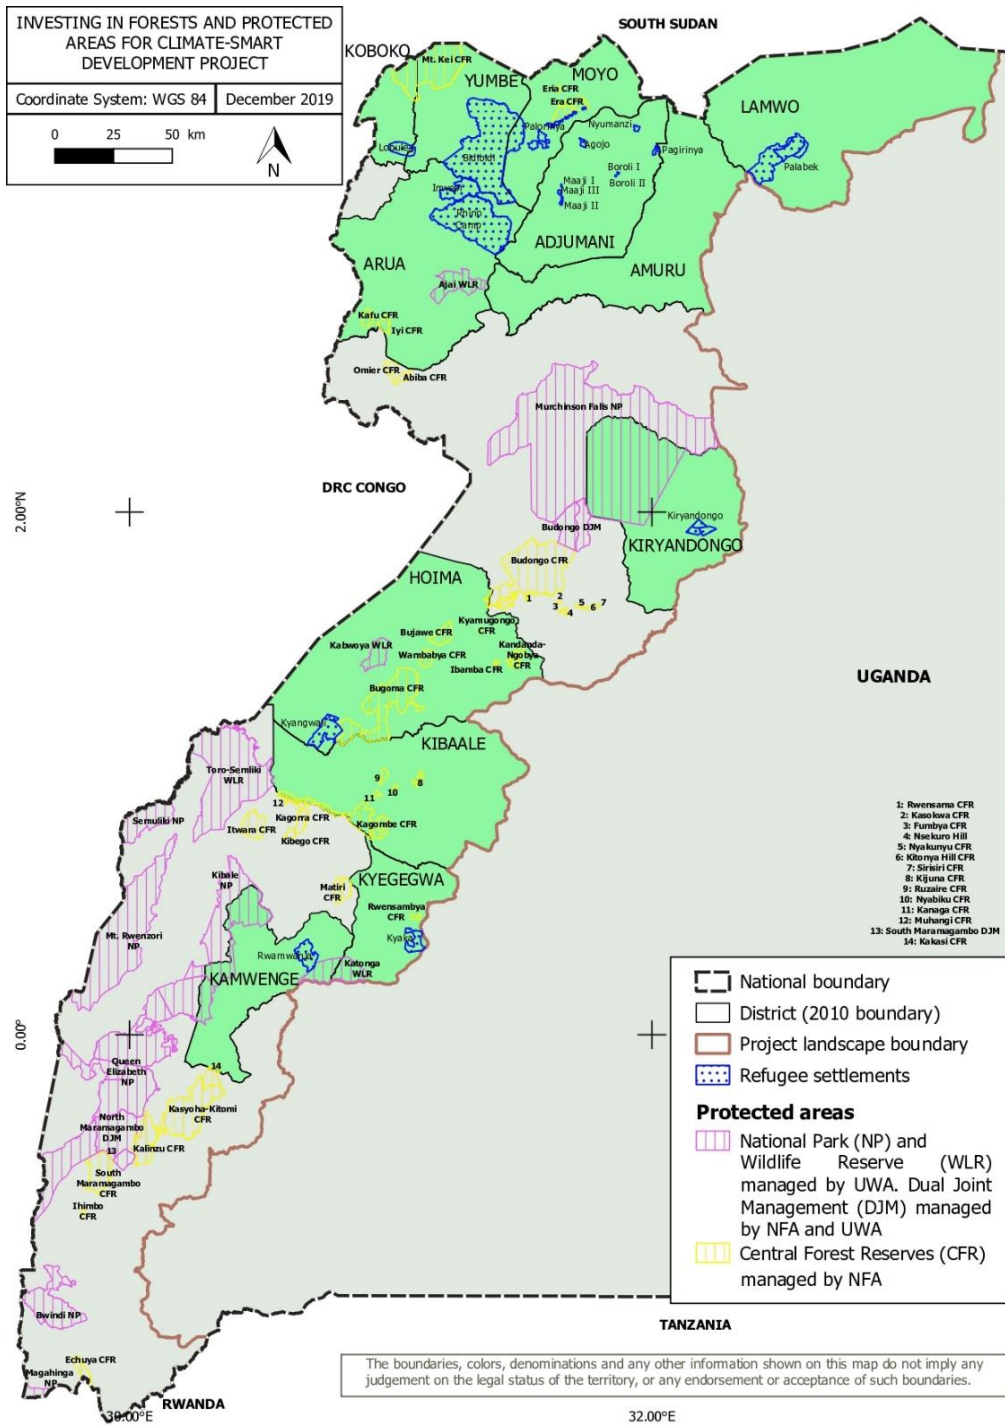 INVESTING IN FORESTS AND PROTECTED
AREAS FOR CLIMATE-SMART
DEVELOPMENT PROJECT
Coordinate System: WGS 84
December 2019
0 25 50 km
N
SOUTH SUDAN
KOBOKO
Mt. Kei CFR
YUMBE
MOYO
Eria CFR
Era CFR
LAMWO
Palorinya
Nyumanzi
Agojo
Pagirinya
Palabek
Lobule
Bidibidi
Boroli I
Boroli II
Maaji I
Maaji III
Maaji II
Imvepi
Rhino
Camp
ADJUMANI
ARUA
AMURU
Ajai WLR
Kafu CFR
Iyi CFR
Omier CFR
Abiba CFR
Murchinson Falls NP
DRC CONGO
2.00°N
Kiryandongo
Budongo DJM
KIRYANDONGO
Budongo CFR
HOIMA
1
2
3
4
5
6
7
Kyamugongo
CFR
Bujawe CFR
Kabwoya WLR
Wambabya CFR
Kandanda-
Ngobya
CFR
Ibamba CFR
Bugoma CFR
UGANDA
Kyangwali
KIBAALE
Toro-Semliki
WLR
9
8
10
11
12
Semuliki NP
Kagorra CFR
Itwara CFR
Kagombe CFR
Kibego CFR
Kibale
NP
KYEGEGWA
Matiri
CFR
Rwensambya
CFR
Mt. Rwenzori
NP
Kyaka
Rwamwanja
Katonga
WLR
KAMWENGE
0.00°
Queen
Elizabeth
NP
14
Kasyoha-Kitomi
CFR
North
Maramagambo
DJM
13
Kalinzu CFR
South
Maramagambo
CFR
Ihimbo
CFR
Bwindi NP
Echuya CFR
Magahinga
NP
RWANDA
TANZANIA
30.00°E
32.00°E
1: Rwensama CFR
2: Kasokwa CFR
3: Fumbya CFR
4: Nsekuro Hill
5: Nyakunyu CFR
6: Kitonya Hill CFR
7: Sirisiri CFR
8: Kijuna CFR
9: Ruzaire CFR
10: Nyabiku CFR
11: Kanaga CFR
12: Muhangi CFR
13: South Maramagambo DJM
14: Kakasi CFR
National boundary
District (2010 boundary)
Project landscape boundary
Refugee settlements
Protected areas
National Park (NP) and
Wildlife Reserve (WLR)
managed by UWA. Dual Joint
Management (DJM) managed
by NFA and UWA
Central Forest Reserves (CFR)
managed by NFA
The boundaries, colors, denominations and any other information shown on this map do not imply any
judgement on the legal status of the territory, or any endorsement or acceptance of such boundaries.